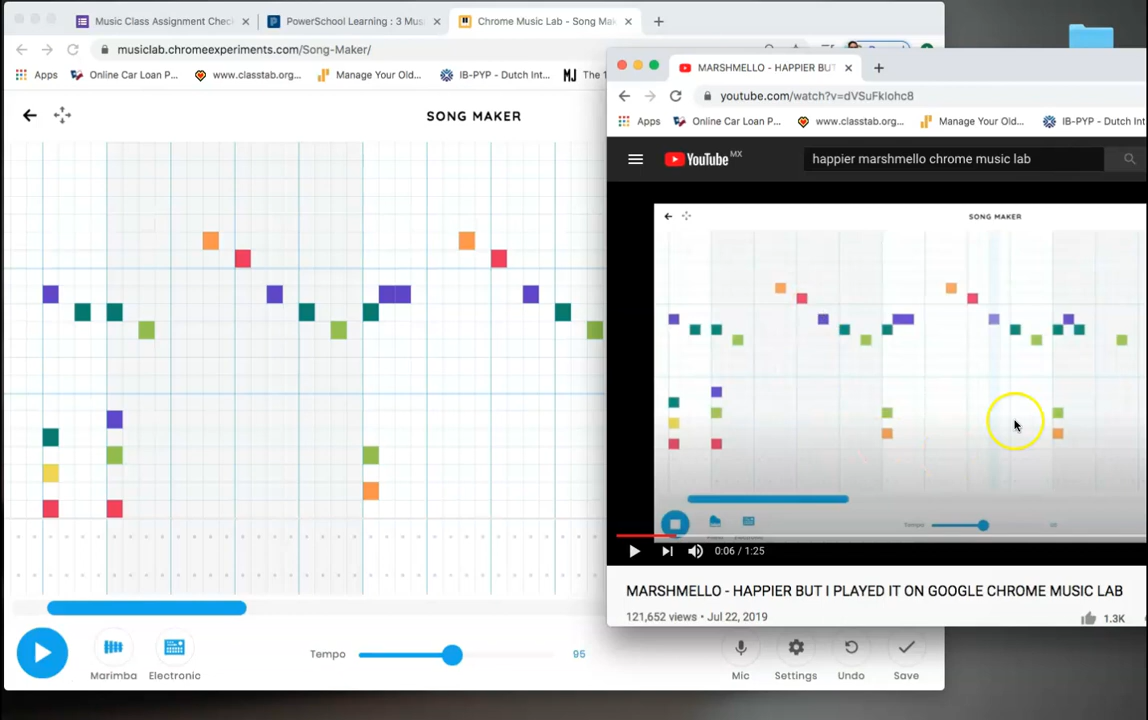 Music Class Assignment Chec
PowerSchool Learning : 3 Mus
Chrome Music Lab - Song Mak
musiclab.chromeexperiments.com/Song-Maker/
Apps
Online Car Loan P...
www.classtab.org...
Manage Your Old...
IB-PYP - Dutch Int...
The 1
SONG MAKER
Marimba
Electronic
Tempo
95
Mic
Settings
Undo
Save
MARSHMELLO - HAPPIER BUT
youtube.com/watch?v=dVSuFkIohc8
Apps
Online Car Loan P...
www.classtab.org...
Manage Your Old...
IB-PYP - Dutch Int
YouTube MX
happier marshmello chrome music lab
SONG MAKER
Tempo
0:06 / 1:25
MARSHMELLO - HAPPIER BUT I PLAYED IT ON GOOGLE CHROME MUSIC LAB
121,652 views • Jul 22, 2019
1.3K